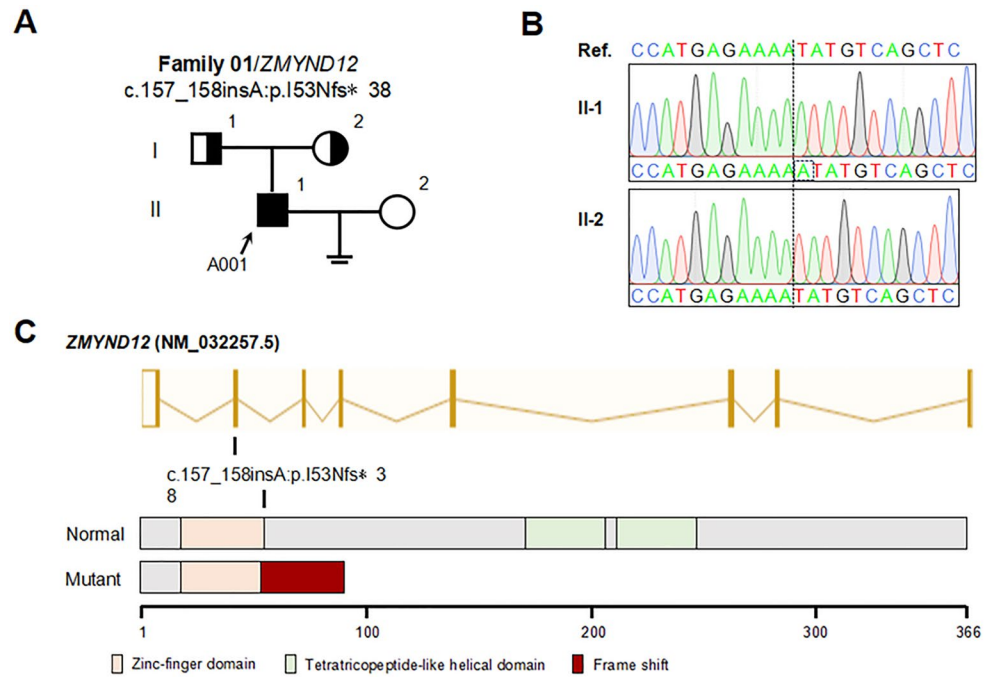 A
Family 01/ZMYND12
c.157_158insA:p.I53Nfs* 38
1
2
I
1
2
II
A001
B
Ref. CCATGAGAAAATATGTCAGCTC
II-1
CCATGAGAAAAATATGTCAGCTC
II-2
CCATGAGAAAATATGTCAGCTC
C
ZMYND12 (NM_032257.5)
c.157_158insA:p.I53Nfs* 3
8
Normal
Mutant
1 100 200 300 366
Zinc-finger domain Tetratricopeptide-like helical domain Frame shift